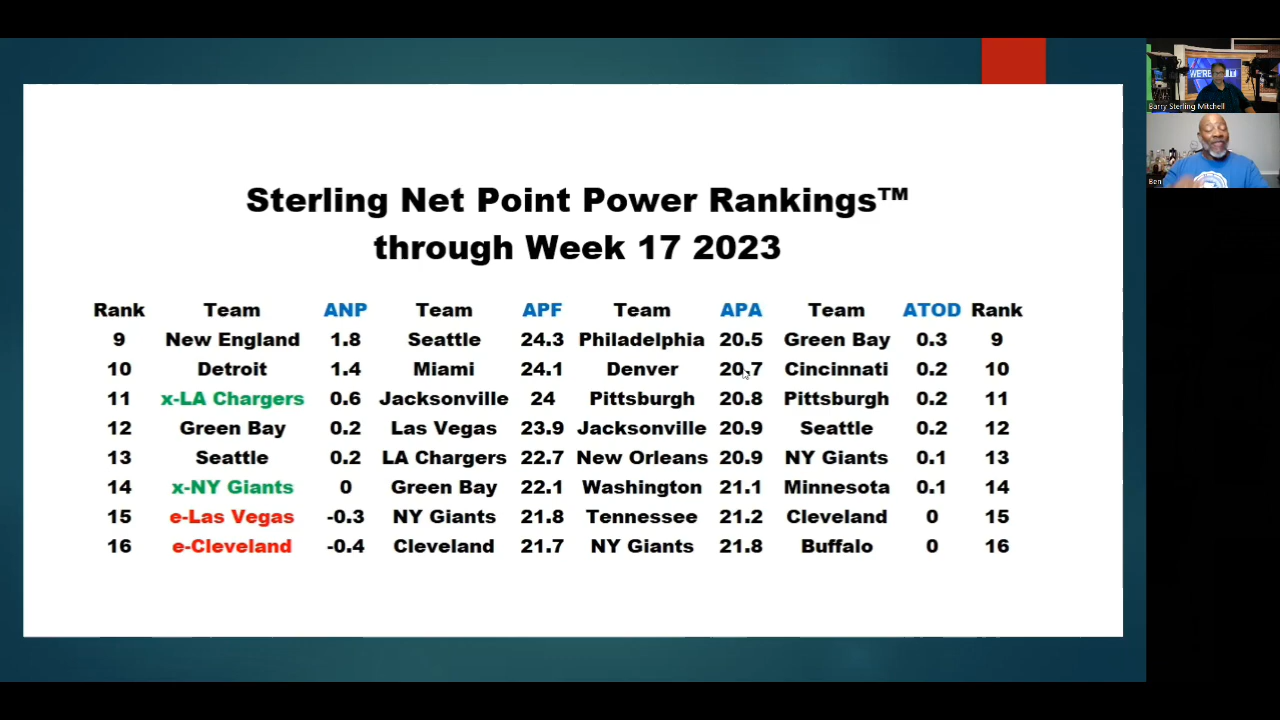 Sterling Net Point Power Rankings™
through Week 17 2023
Rank Team ANP Team APF Team APA Team ATOD Rank
9 New England 1.8 Seattle 24.3 Philadelphia 20.5 Green Bay 0.3 9
10 Detroit 1.4 Miami 24.1 Denver 20.7 Cincinnati 0.2 10
11 x-LA Chargers 0.6 Jacksonville 24 Pittsburgh 20.8 Pittsburgh 0.2 11
12 Green Bay 0.2 Las Vegas 23.9 Jacksonville 20.9 Seattle 0.2 12
13 Seattle 0.2 LA Chargers 22.7 New Orleans 20.9 NY Giants 0.1 13
14 x-NY Giants 0 Green Bay 22.1 Washington 21.1 Minnesota 0.1 14
15 e-Las Vegas -0.3 NY Giants 21.8 Tennessee 21.2 Cleveland 0 15
16 e-Cleveland -0.4 Cleveland 21.7 NY Giants 21.8 Buffalo 0 16
WE'RE
Barry Sterling Mitchell
Ben